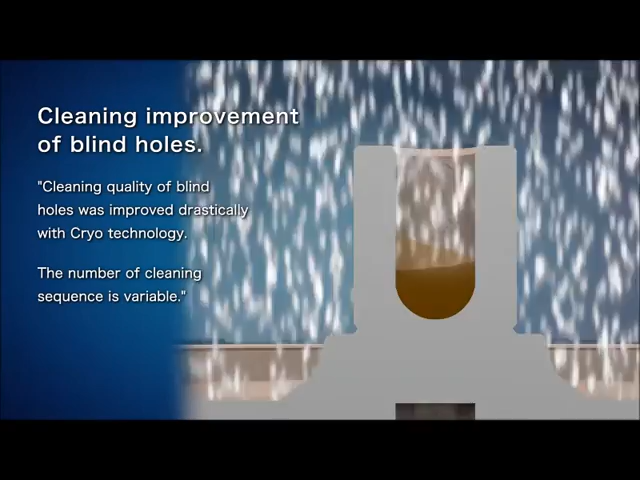 Cleaning improvement
of blind holes.
"Cleaning quality of blind
holes was improved drastically
with Cryo technology.
The number of cleaning
sequence is variable."